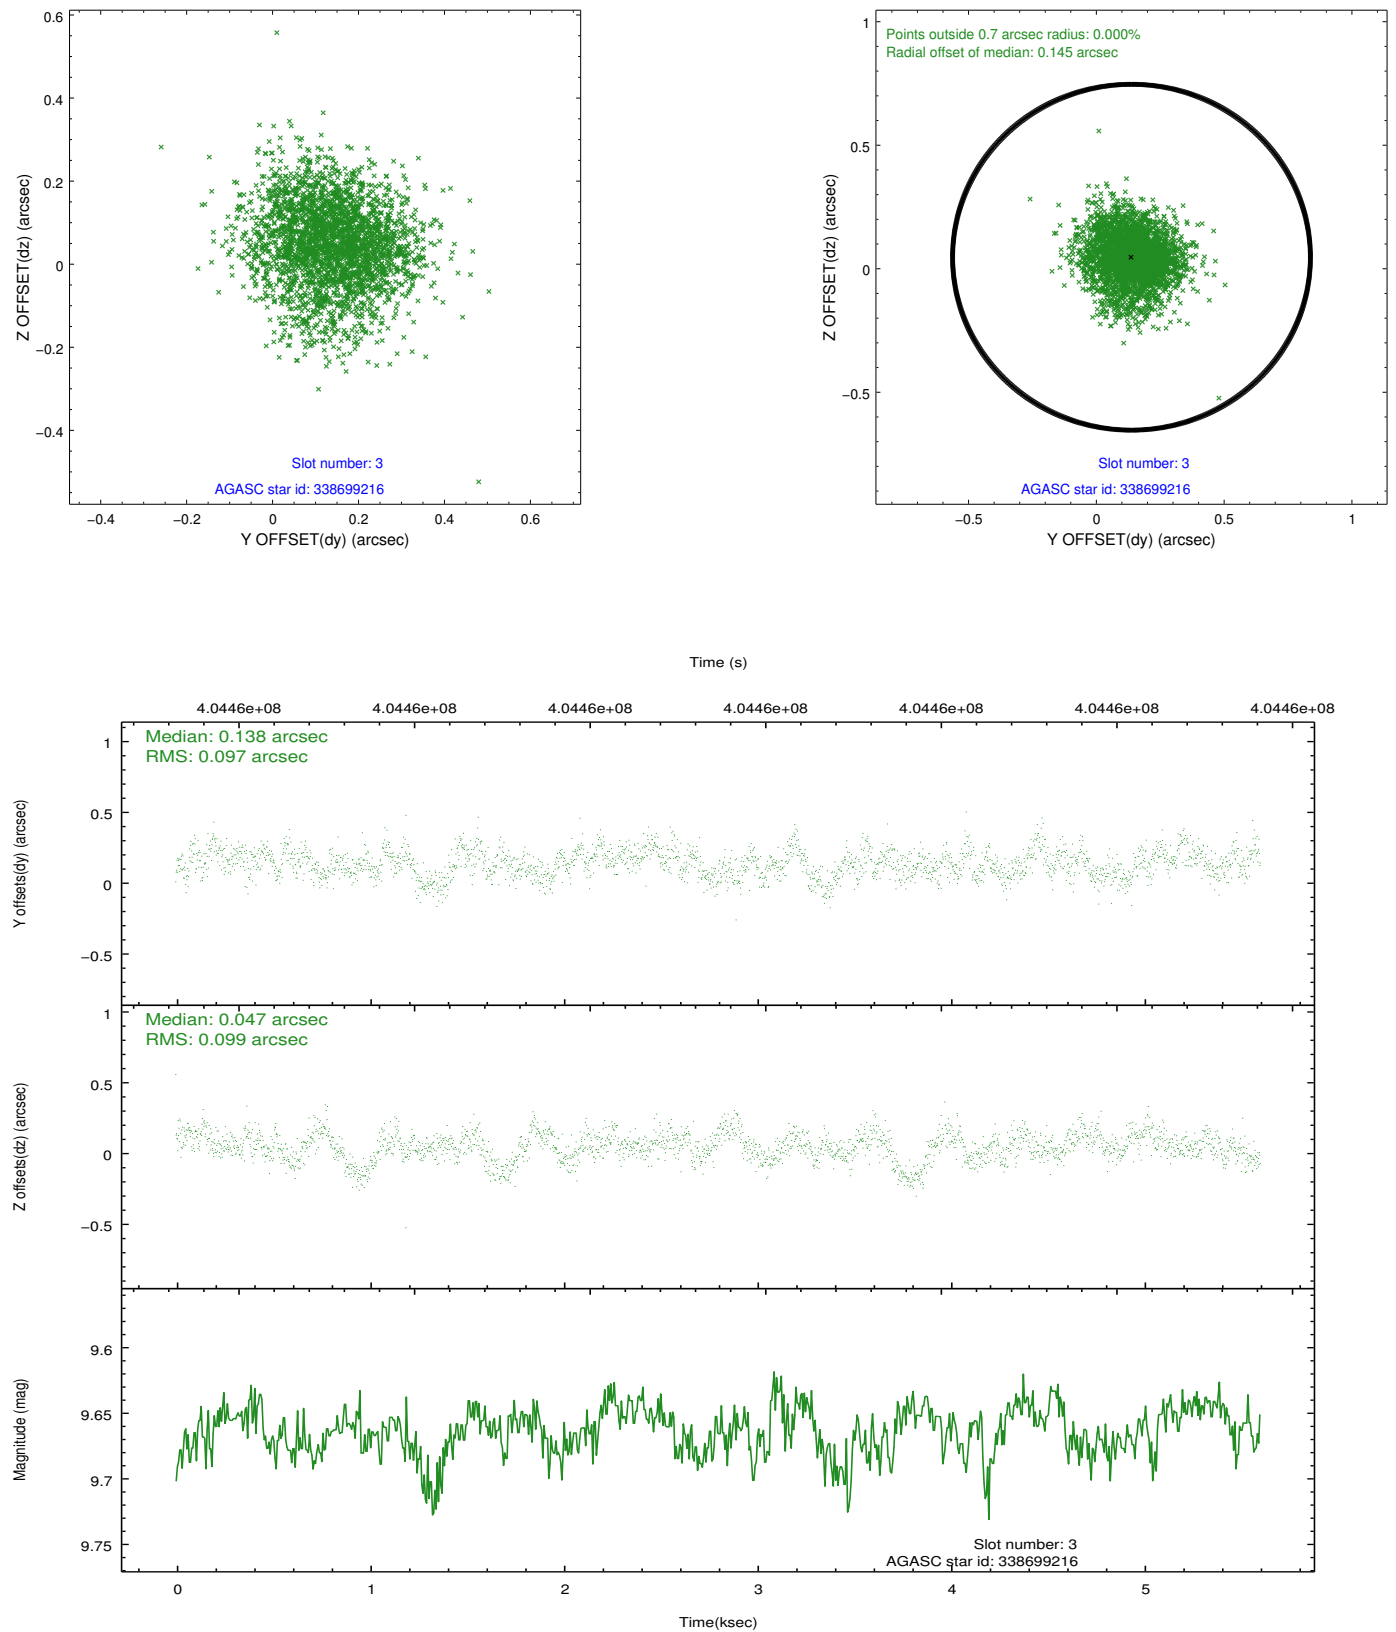 0.6
0.4
0.2
0
−0.2
−0.4
Z OFFSET(dz) (arcsec)
Slot number: 3
AGASC star id: 338699216
−0.4 −0.2 0 0.2 0.4 0.6
Y OFFSET(dy) (arcsec)
Points outside 0.7 arcsec radius: 0.000%
Radial offset of median: 0.145 arcsec
1
0.5
0
−0.5
Z OFFSET(dz) (arcsec)
Slot number: 3
AGASC star id: 338699216
−0.5 0 0.5 1
Y OFFSET(dy) (arcsec)
Time (s)
4.0446e+08 4.0446e+08 4.0446e+08 4.0446e+08 4.0446e+08 4.0446e+08 4.0446e+08
Median: 0.138 arcsec
RMS: 0.097 arcsec
1
0.5
0
−0.5
Y offsets(dy) (arcsec)
Median: 0.047 arcsec
RMS: 0.099 arcsec
1
0.5
0
−0.5
Z offsets(dz) (arcsec)
9.6
9.65
9.7
9.75
Magnitude (mag)
Slot number: 3
AGASC star id: 338699216
0 1 2 3 4 5
Time(ksec)